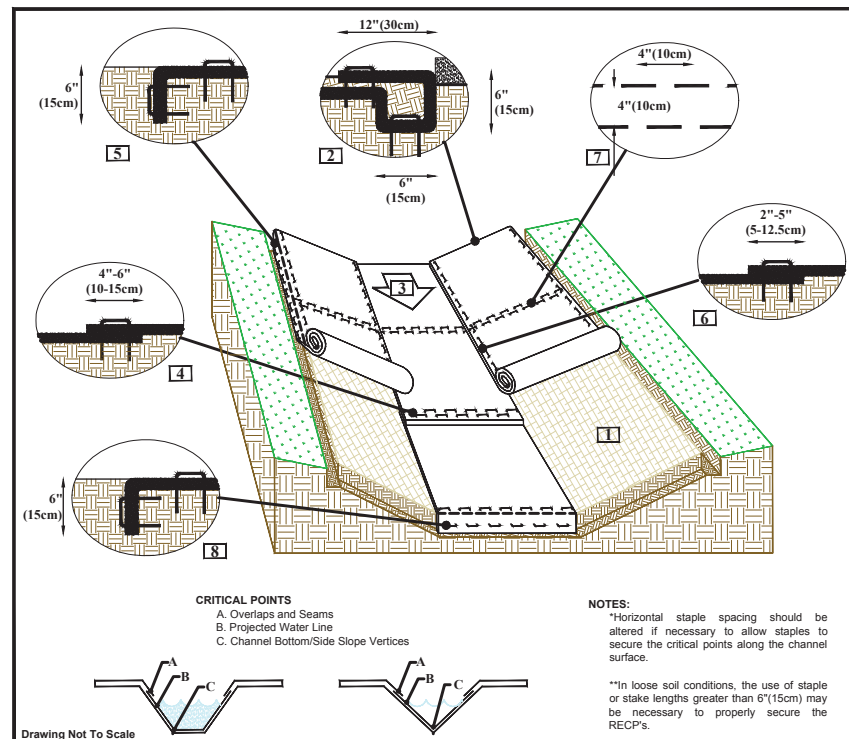 12"(30cm)
4"(10cm)
4"(10cm)
6"
(15cm)
6"
(15cm)
5
2
7
6"
(15cm)
2"-5"
(5-12.5cm)
4"-6"
(10-15cm)
3
6
4
1
6"
(15cm)
8
CRITICAL POINTS
A. Overlaps and Seams
B. Projected Water Line
C. Channel Bottom/Side Slope Vertices
NOTES:
*Horizontal staple spacing should be
altered if necessary to allow staples to
secure the critical points along the channel
surface.
**In loose soil conditions, the use of staple
or stake lengths greater than 6"(15cm) may
be necessary to properly secure the
RECP's.
A
B
C
A
B
C
Drawing Not To Scale